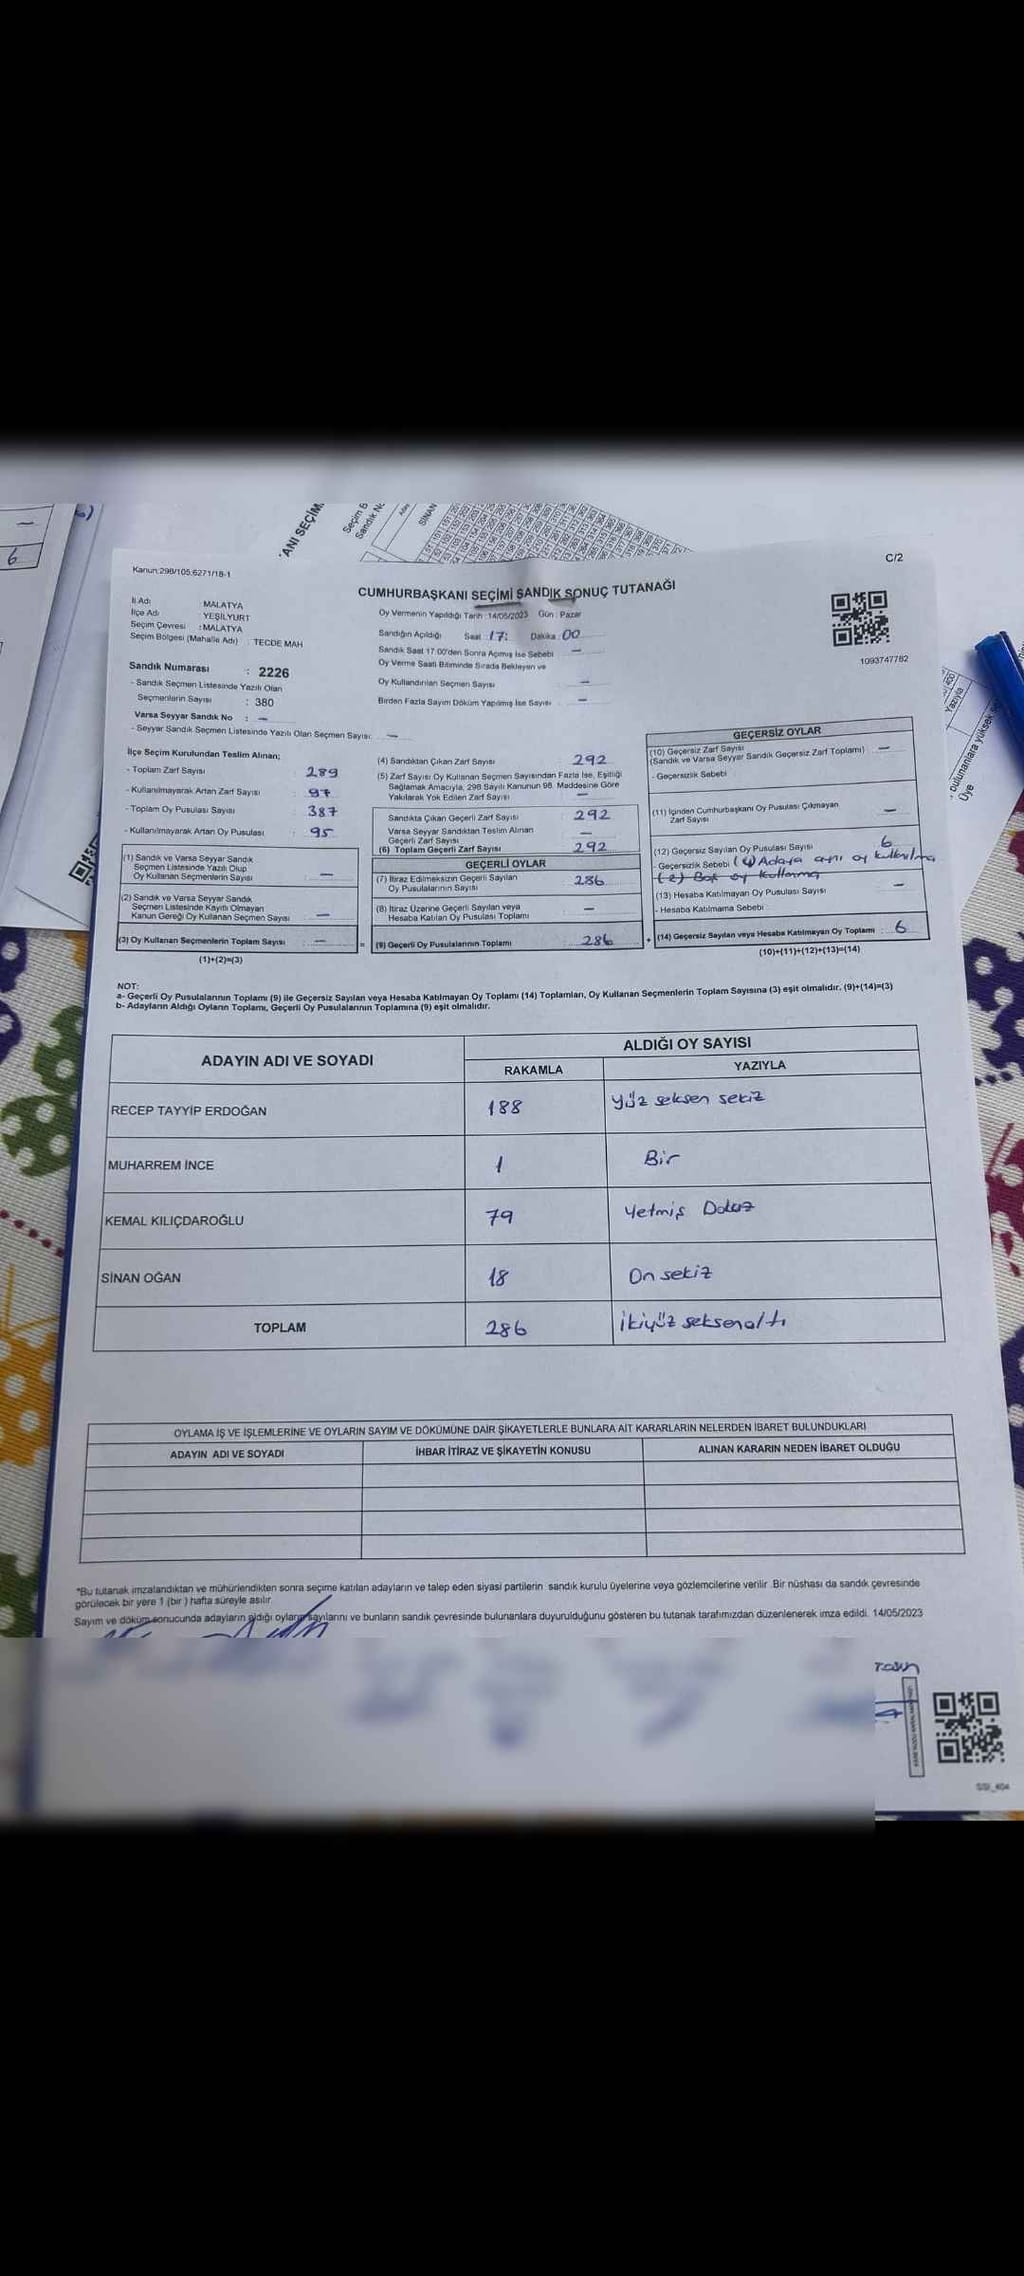 ANI SEÇİM
Seçim B
Sandık N
SİNAN
6
C/2
Kanun:298/105.6271/18-1
CUMHURBAŞKANI SEÇİMİ SANDIK SONUÇ TUTANAĞI
İl Adı MALATYA
İlçe Adı YEŞİLYURT
Seçim Çevresi : MALATYA
Seçim Bölgesi (Mahalle Adı) : TECDE MAH
Oy Vermenin Yapıldığı Tarih : 14/05/2023 Gün : Pazar
Sandığın Açıldığı Saat : 17: Dakika : 00
Sandık Saat 17.00'den Sonra Açılmış İse Sebebi —
Oy Verme Saati Bitiminde Sırada Bekleyen ve
Oy Kullandırılan Seçmen Sayısı —
Birden Fazla Sayım Döküm Yapılmış İse Sayısı : —
1093747762
Sandık Numarası : 2226
- Sandık Seçmen Listesinde Yazılı Olan
Seçmenlerin Sayısı : 380
Varsa Seyyar Sandık No : —
- Seyyar Sandık Seçmen Listesinde Yazılı Olan Seçmen Sayısı: —
İlçe Seçim Kurulundan Teslim Alınan;
- Toplam Zarf Sayısı : 289
- Kullanılmayarak Artan Zarf Sayısı : 97
- Toplam Oy Pusulası Sayısı : 387
- Kullanılmayarak Artan Oy Pusulası : 95
(1) Sandık ve Varsa Seyyar Sandık
Seçmen Listesinde Yazılı Olup
Oy Kullanan Seçmenlerin Sayısı : —
(2) Sandık ve Varsa Seyyar Sandık
Seçmen Listesinde Kayıtlı Olmayan
Kanun Gereği Oy Kullanan Seçmen Sayısı : —
(3) Oy Kullanan Seçmenlerin Toplam Sayısı : —
(1)+(2)=(3)
(4) Sandıktan Çıkan Zarf Sayısı : 292
(5) Zarf Sayısı Oy Kullanan Seçmen Sayısından Fazla İse, Eşitliği
Sağlamak Amacıyla, 298 Sayılı Kanunun 98. Maddesine Göre
Yakılarak Yok Edilen Zarf Sayısı : —
Sandıkta Çıkan Geçerli Zarf Sayısı : 292
Varsa Seyyar Sandıktan Teslim Alınan
Geçerli Zarf Sayısı : —
(6) Toplam Geçerli Zarf Sayısı : 292
GEÇERLİ OYLAR
(7) İtiraz Edilmeksizin Geçerli Sayılan
Oy Pusulalarının Sayısı : 286
(8) İtiraz Üzerine Geçerli Sayılan veya
Hesaba Katılan Oy Pusulası Toplamı : —
= (9) Geçerli Oy Pusulalarının Toplamı : 286
GEÇERSİZ OYLAR
(10) Geçersiz Zarf Sayısı
(Sandık ve Varsa Seyyar Sandık Geçersiz Zarf Toplamı) : —
- Geçersizlik Sebebi
(11) İçinden Cumhurbaşkanı Oy Pusulası Çıkmayan
Zarf Sayısı : —
(12) Geçersiz Sayılan Oy Pusulası Sayısı : 6
- Geçersizlik Sebebi (4) Adaya aynı oy kullanılma
(2) Boş oy kullanma
(13) Hesaba Katılmayan Oy Pusulası Sayısı : —
- Hesaba Katılmama Sebebi :
+ (14) Geçersiz Sayılan veya Hesaba Katılmayan Oy Toplamı : 6
(10)+(11)+(12)+(13)=(14)
NOT:
a- Geçerli Oy Pusulalarının Toplamı (9) ile Geçersiz Sayılan veya Hesaba Katılmayan Oy Toplamı (14) Toplamları, Oy Kullanan Seçmenlerin Toplam Sayısına (3) eşit olmalıdır. (9)+(14)=(3)
b- Adayların Aldığı Oyların Toplamı, Geçerli Oy Pusulalarının Toplamına (9) eşit olmalıdır.
ADAYIN ADI VE SOYADI
ALDIĞI OY SAYISI
RAKAMLA YAZIYLA
RECEP TAYYİP ERDOĞAN 188 Yüz seksen sekiz
MUHARREM İNCE 1 Bir
KEMAL KILIÇDAROĞLU 79 Yetmiş Dokuz
SİNAN OĞAN 18 On sekiz
TOPLAM 286 İkiyüz seksenaltı
OYLAMA İŞ VE İŞLEMLERİNE VE OYLARIN SAYIM VE DÖKÜMÜNE DAİR ŞİKAYETLERLE BUNLARA AİT KARARLARIN NELERDEN İBARET BULUNDUKLARI
ADAYIN ADI VE SOYADI İHBAR İTİRAZ VE ŞİKAYETİN KONUSU ALINAN KARARIN NEDEN İBARET OLDUĞU
*Bu tutanak imzalandıktan ve mühürlendikten sonra seçime katılan adayların ve talep eden siyasi partilerin sandık kurulu üyelerine veya gözlemcilerine verilir. Bir nüshası da sandık çevresinde
görülecek bir yere 1 (bir) hafta süreyle asılır.
Sayım ve döküm sonucunda adayların aldığı oyların sayılarını ve bunların sandık çevresinde bulunanlara duyurulduğunu gösteren bu tutanak tarafımızdan düzenlenerek imza edildi. 14/05/2023
400
Yazıyla
bulunanlara yüksek
Üye
SSI_404